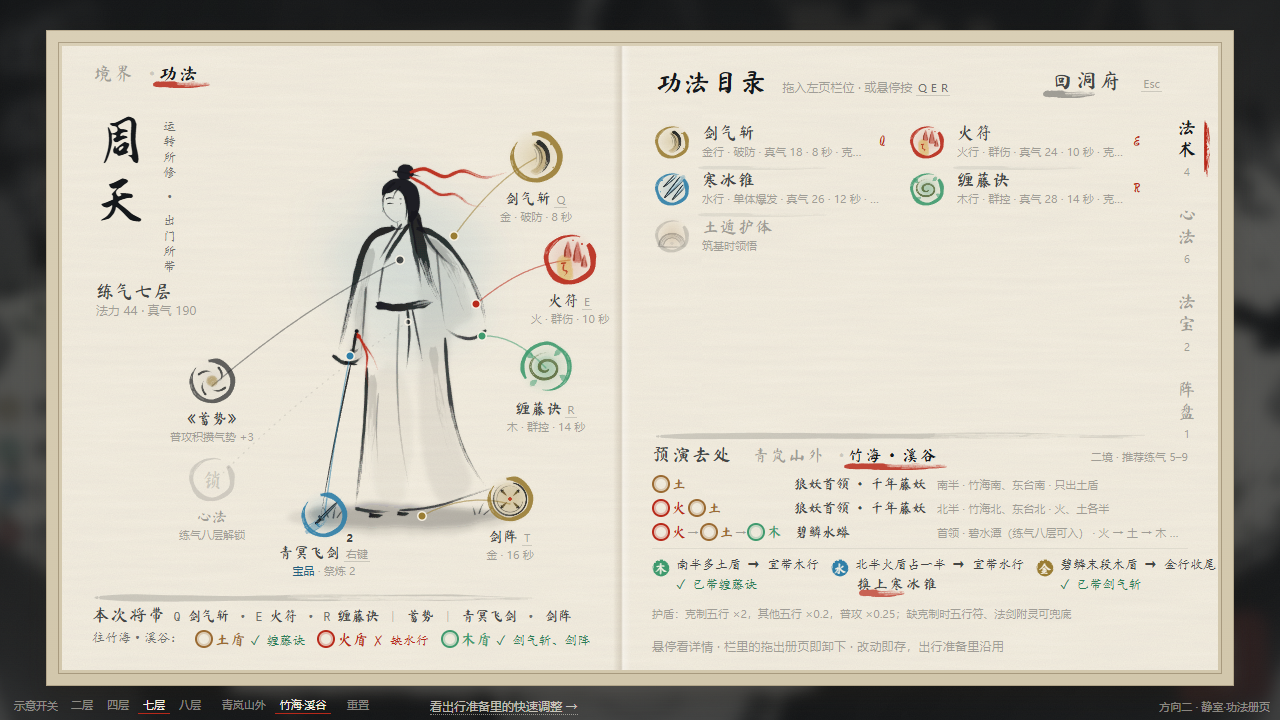 境界 · 功法
周天
运转所修 · 出门所带
练气七层
法力 44 · 真气 190
剑气斩 Q
金 · 破防 · 8 秒
火符 E
火 · 群伤 · 10 秒
缠藤诀 R
木 · 群控 · 14 秒
《蓄势》
普攻积攒气势 +3
锁
心法
练气八层解锁
青冥飞剑 2 右键
宝品 · 祭炼 2
剑阵 T
金 · 16 秒
本次将带 Q 剑气斩 · E 火符 · R 缠藤诀 | 蓄势 | 青冥飞剑 · 剑阵
往竹海·溪谷: 土盾 ✓ 缠藤诀 火盾 X 缺水行 木盾 ✓ 剑气斩、剑阵
功法目录 拖入左页栏位 · 或悬停按 Q E R
回洞府 Esc
剑气斩 Q
金行 · 破防 · 真气 18 · 8 秒 · 克...
火符 E
火行 · 群伤 · 真气 24 · 10 秒 · 克...
寒冰锥
水行 · 单体爆发 · 真气 26 · 12 秒 · ...
缠藤诀 R
木行 · 群控 · 真气 28 · 14 秒 · 克...
土遁护体
筑基时领悟
法术 4
心法 6
法宝 2
阵盘 1
预演去处 青岚山外 · 竹海·溪谷 二境 · 推荐练气 5–9
土 狼妖首领 · 千年藤妖 南半 · 竹海南、东台南 · 只出土盾
火 土 狼妖首领 · 千年藤妖 北半 · 竹海北、东台北 · 火、土各半
火→土→木 碧鳞水蟒 首领 · 碧水潭（练气八层可入） · 火 → 土 → 木 ...
木 南半多土盾 → 宜带木行
✓ 已带缠藤诀
水 北半火盾占一半 → 宜带水行
换上寒冰锥
金 碧鳞末段木盾 → 金行收尾
✓ 已带剑气斩
护盾：克制五行 ×2，其他五行 ×0.2，普攻 ×0.25；缺克制时五行符、法剑附灵可兜底
悬停看详情 · 栏里的拖出册页即卸下 · 改动即存，出行准备里沿用
示意开关 二层 四层 七层 八层 青岚山外 竹海·溪谷 重置 看出行准备里的快速调整 →
方向二 · 静室·功法册页